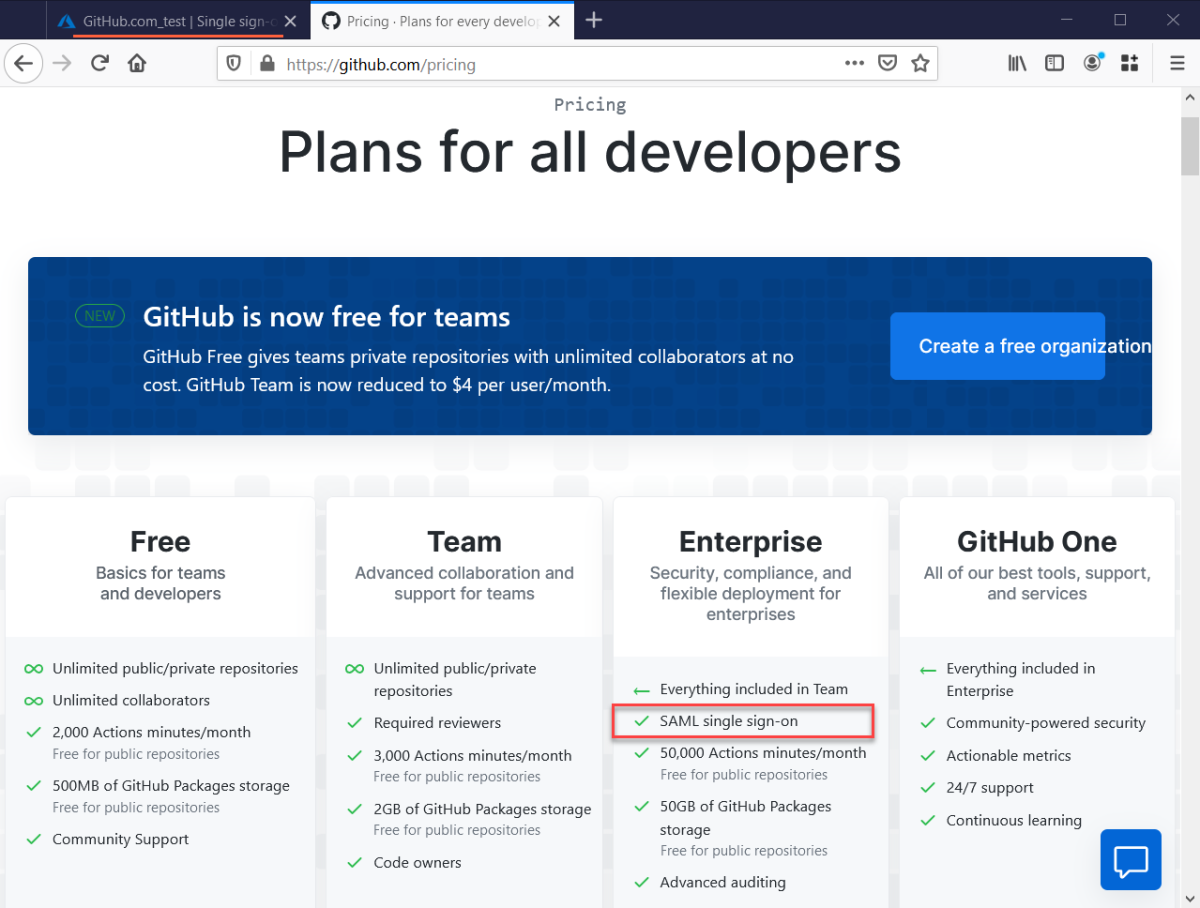 GitHub.com_test | Single sign-o
Pricing · Plans for every develop
https://github.com/pricing
Pricing
Plans for all developers
NEW
GitHub is now free for teams
GitHub Free gives teams private repositories with unlimited collaborators at no
cost. GitHub Team is now reduced to $4 per user/month.
Create a free organization
Free
Basics for teams
and developers
Unlimited public/private repositories
Unlimited collaborators
2,000 Actions minutes/month
Free for public repositories
500MB of GitHub Packages storage
Free for public repositories
Community Support
Team
Advanced collaboration and
support for teams
Unlimited public/private
repositories
Required reviewers
3,000 Actions minutes/month
Free for public repositories
2GB of GitHub Packages storage
Free for public repositories
Code owners
Enterprise
Security, compliance, and
flexible deployment for
enterprises
Everything included in Team
SAML single sign-on
50,000 Actions minutes/month
Free for public repositories
50GB of GitHub Packages
storage
Free for public repositories
Advanced auditing
GitHub One
All of our best tools, support,
and services
Everything included in
Enterprise
Community-powered security
Actionable metrics
24/7 support
Continuous learning